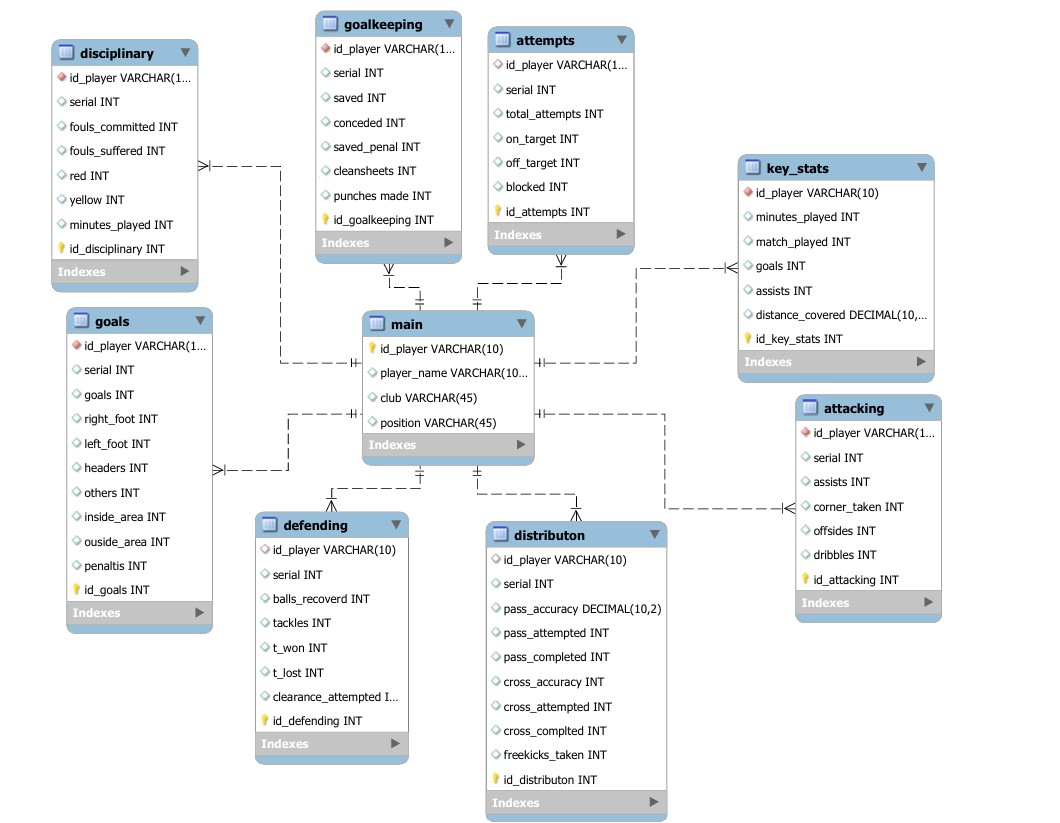 disciplinary
id_player VARCHAR(1...
serial INT
fouls_committed INT
fouls_suffered INT
red INT
yellow INT
minutes_played INT
id_disciplinary INT
Indexes
goalkeeping
id_player VARCHAR(1...
serial INT
saved INT
conceded INT
saved_penal INT
cleansheets INT
punches made INT
id_goalkeeping INT
Indexes
attempts
id_player VARCHAR(1...
serial INT
total_attempts INT
on_target INT
off_target INT
blocked INT
id_attempts INT
Indexes
key_stats
id_player VARCHAR(10)
minutes_played INT
match_played INT
goals INT
assists INT
distance_covered DECIMAL(10,...
id_key_stats INT
Indexes
goals
id_player VARCHAR(1...
serial INT
goals INT
right_foot INT
left_foot INT
headers INT
others INT
inside_area INT
ouside_area INT
penaltis INT
id_goals INT
Indexes
main
id_player VARCHAR(10)
player_name VARCHAR(10...
club VARCHAR(45)
position VARCHAR(45)
Indexes
attacking
id_player VARCHAR(1...
serial INT
assists INT
corner_taken INT
offsides INT
dribbles INT
id_attacking INT
Indexes
defending
id_player VARCHAR(10)
serial INT
balls_recoverd INT
tackles INT
t_won INT
t_lost INT
clearance_attempted I...
id_defending INT
Indexes
distributon
id_player VARCHAR(10)
serial INT
pass_accuracy DECIMAL(10,2)
pass_attempted INT
pass_completed INT
cross_accuracy INT
cross_attempted INT
cross_complted INT
freekicks_taken INT
id_distributon INT
Indexes